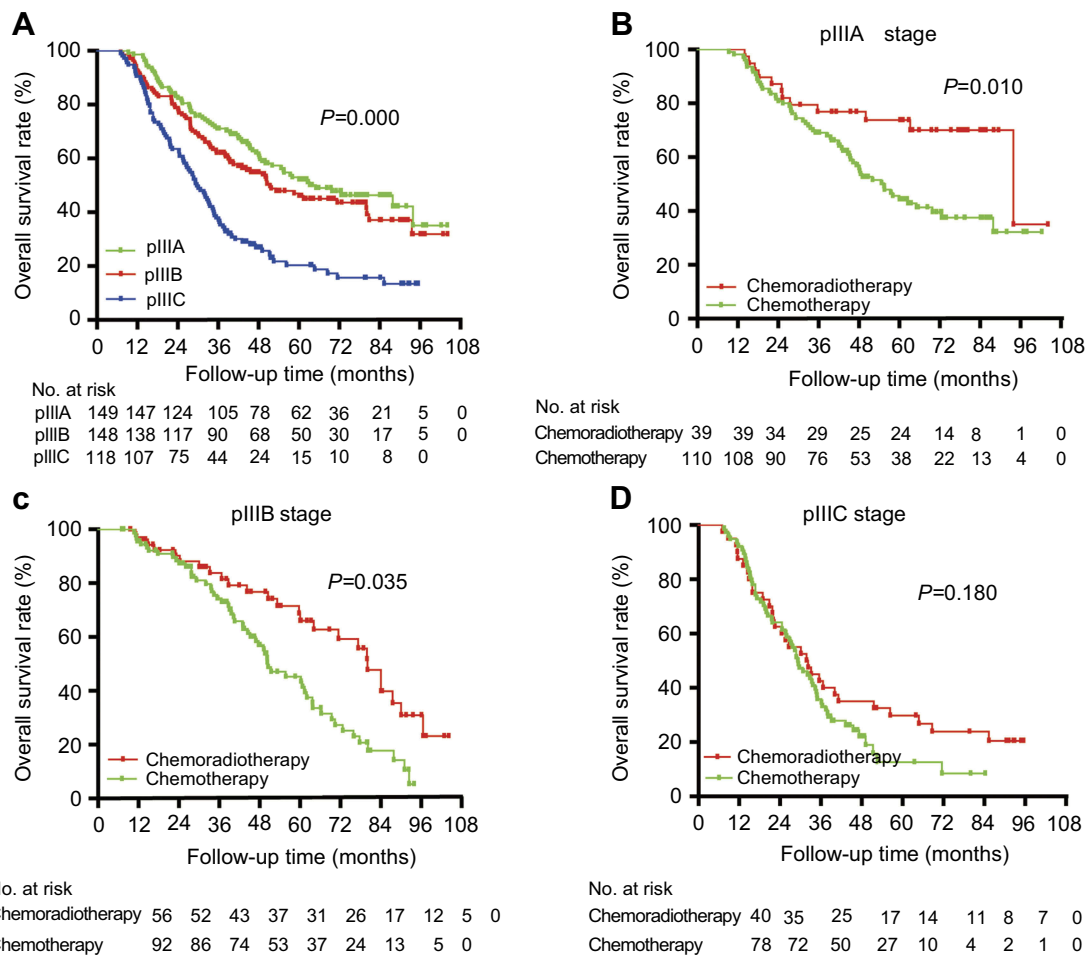 A
Overall survival rate (%)
100
80
60
40
20
0
P=0.000
pIIIA
pIIIB
pIIIC
0 12 24 36 48 60 72 84 96 108
Follow-up time (months)
No. at risk
pIIIA 149 147 124 105 78 62 36 21 5 0
pIIIB 148 138 117 90 68 50 30 17 5 0
pIIIC 118 107 75 44 24 15 10 8 0
B
pIIIA stage
Overall survival rate (%)
100
80
60
40
20
0
P=0.010
Chemoradiotherapy
Chemotherapy
0 12 24 36 48 60 72 84 96 108
Follow-up time (months)
No. at risk
Chemoradiotherapy 39 39 34 29 25 24 14 8 1 0
Chemotherapy 110 108 90 76 53 38 22 13 4 0
c
pIIIB stage
Overall survival rate (%)
100
80
60
40
20
0
P=0.035
Chemoradiotherapy
Chemotherapy
0 12 24 36 48 60 72 84 96 108
Follow-up time (months)
No. at risk
Chemoradiotherapy 56 52 43 37 31 26 17 12 5 0
Chemotherapy 92 86 74 53 37 24 13 5 0
D
pIIIC stage
Overall survival rate (%)
100
80
60
40
20
0
P=0.180
Chemoradiotherapy
Chemotherapy
0 12 24 36 48 60 72 84 96 108
Follow-up time (months)
No. at risk
Chemoradiotherapy 40 35 25 17 14 11 8 7 0
Chemotherapy 78 72 50 27 10 4 2 1 0